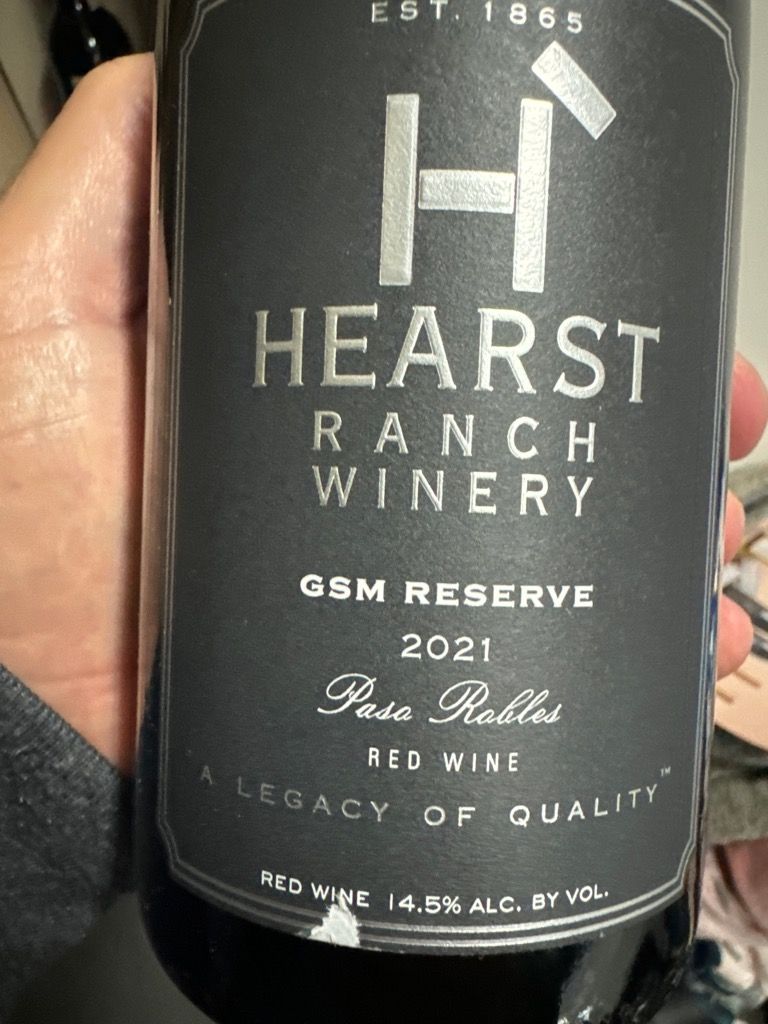 EST. 1865
H
HEARST
RANCH
WINERY
GSM RESERVE
2021
Paso Robles
RED WINE
A LEGACY OF QUALITY™
RED WINE 14.5% ALC. BY VOL.